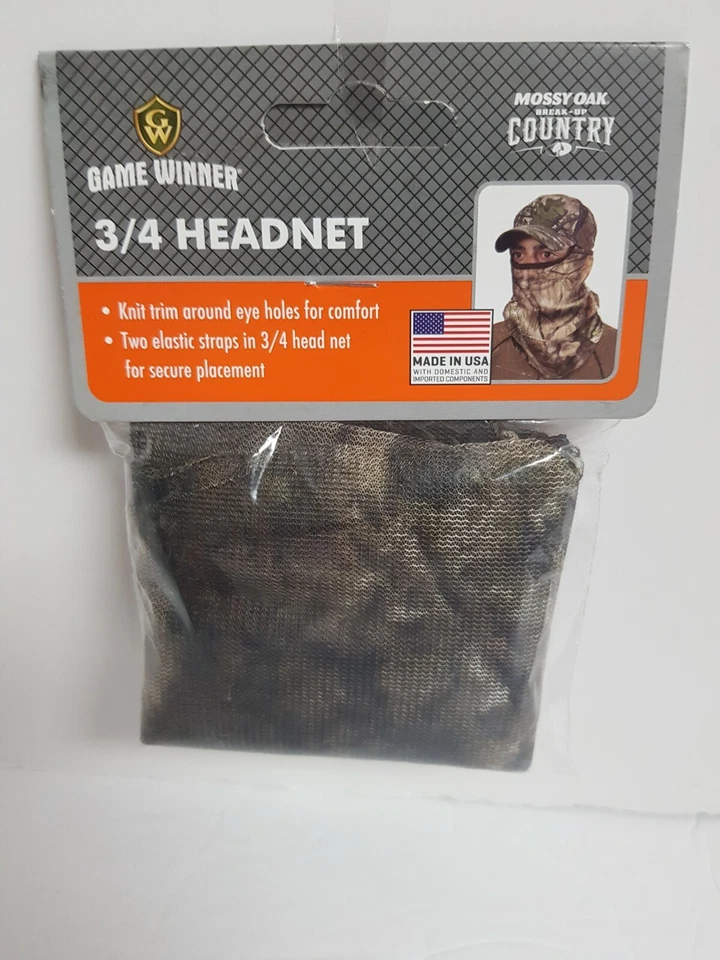 GW
GAME WINNER
MOSSY OAK
BREAK-UP
COUNTRY
3/4 HEADNET
• Knit trim around eye holes for comfort
• Two elastic straps in 3/4 head net
for secure placement
MADE IN USA
WITH DOMESTIC AND
IMPORTED COMPONENTS